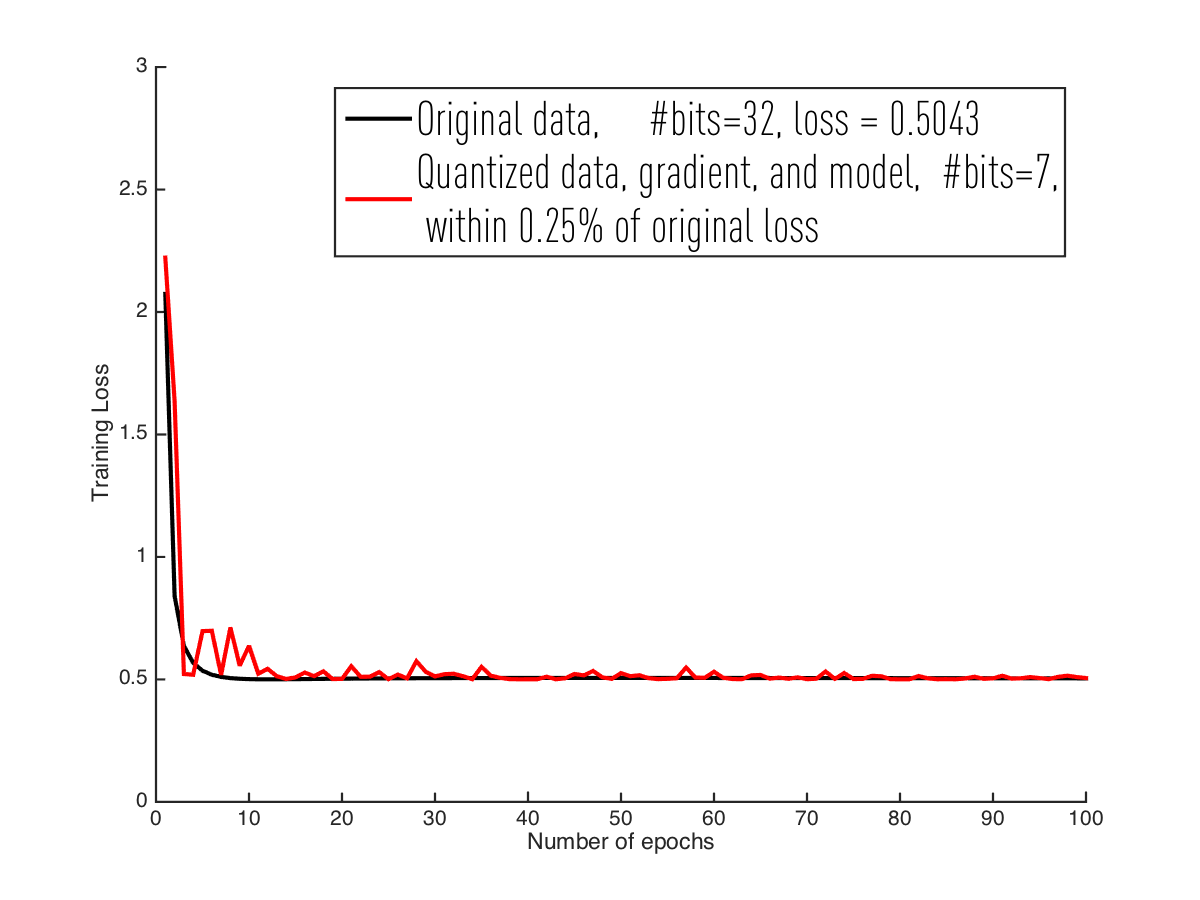 3
2.5
2
1.5
1
0.5
0
Training Loss
Original data, #bits=32, loss = 0.5043
Quantized data, gradient, and model, #bits=7,
within 0.25% of original loss
0 10 20 30 40 50 60 70 80 90 100
Number of epochs